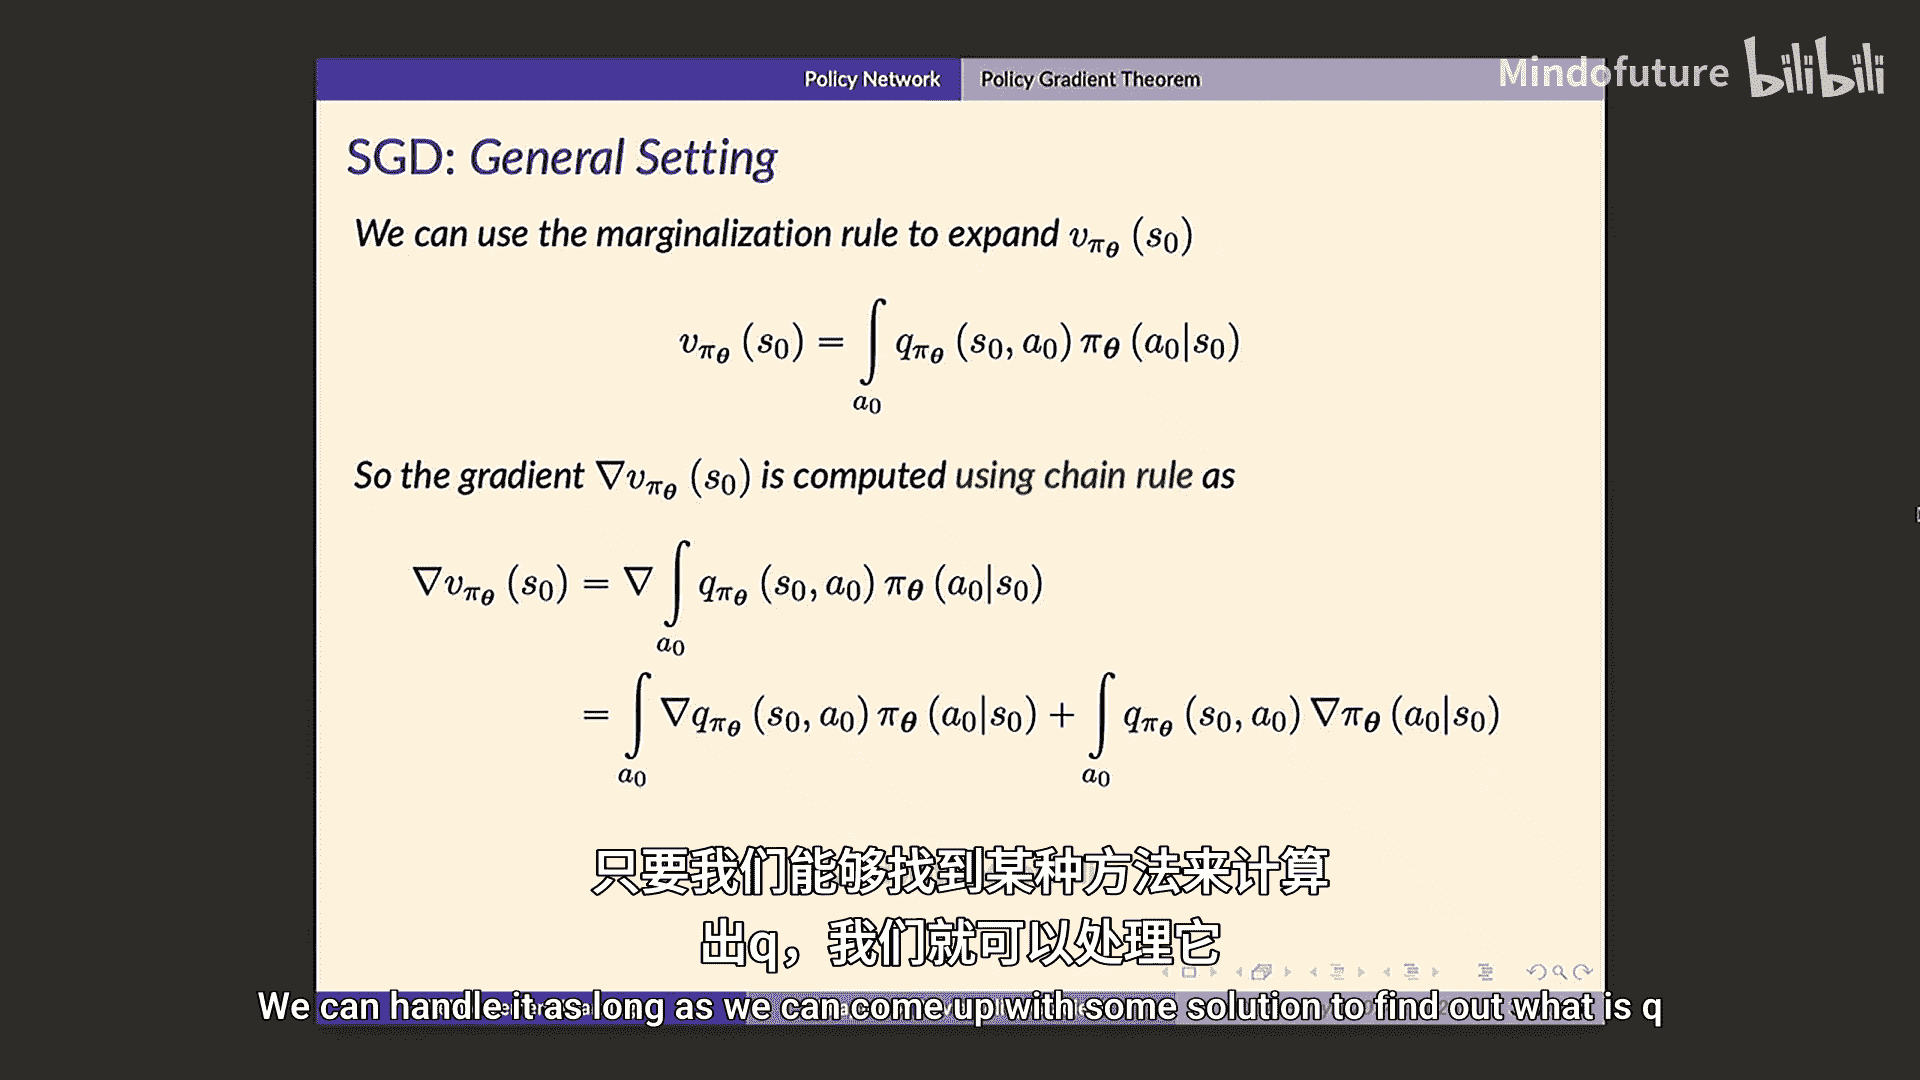 Policy Network Policy Gradient Theorem
Mindofuture bilibili
SGD: General Setting
We can use the marginalization rule to expand v_{π_θ} (s_0)
v_{π_θ} (s_0) = ∫_{a_0} q_{π_θ} (s_0, a_0) π_θ (a_0|s_0)
So the gradient ∇v_{π_θ} (s_0) is computed using chain rule as
∇v_{π_θ} (s_0) = ∇ ∫_{a_0} q_{π_θ} (s_0, a_0) π_θ (a_0|s_0)
= ∫_{a_0} ∇q_{π_θ} (s_0, a_0) π_θ (a_0|s_0) + ∫_{a_0} q_{π_θ} (s_0, a_0) ∇π_θ (a_0|s_0)
只要我们能够找到某种方法来计算
出q，我们就可以处理它
We can handle it as long as we can come up with some solution to find out what is q